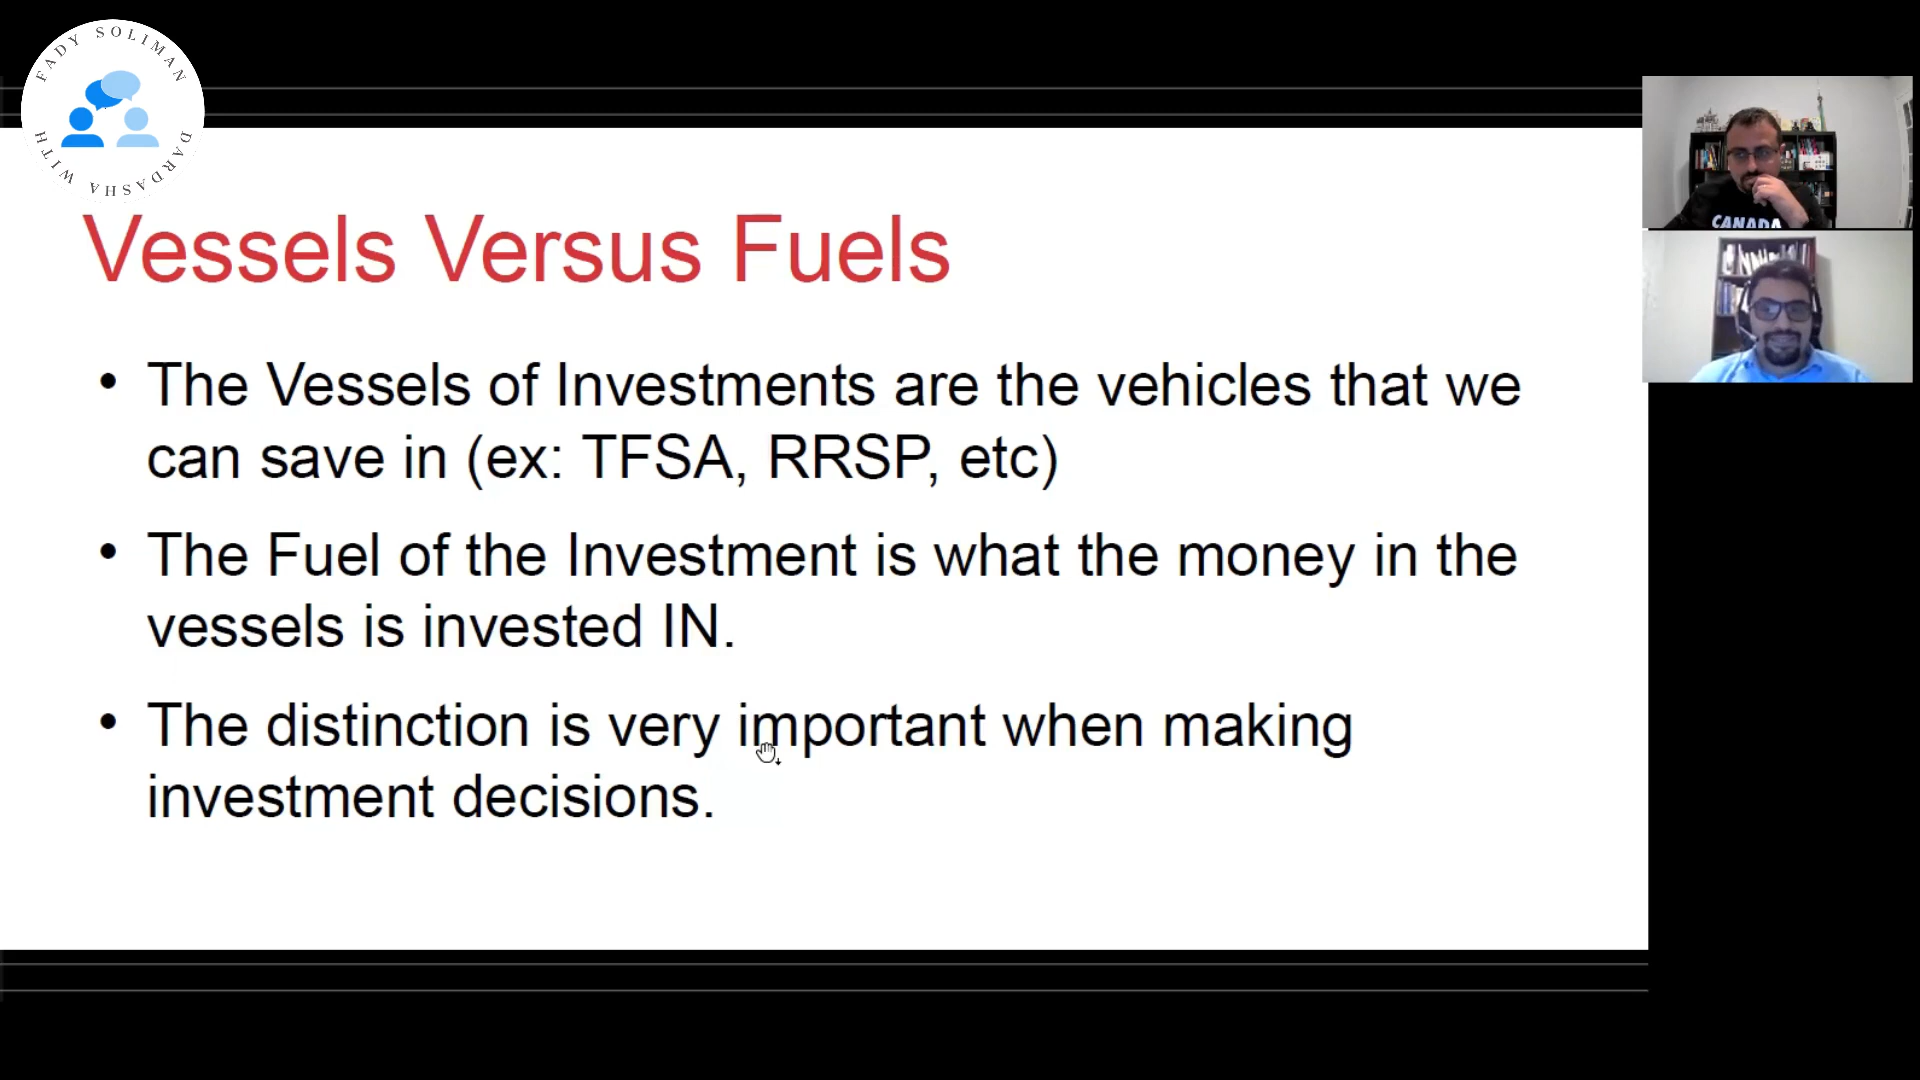 FADY SOLIMAN
DARDASHA WITH
CANADA
Vessels Versus Fuels
• The Vessels of Investments are the vehicles that we
can save in (ex: TFSA, RRSP, etc)
• The Fuel of the Investment is what the money in the
vessels is invested IN.
• The distinction is very important when making
investment decisions.